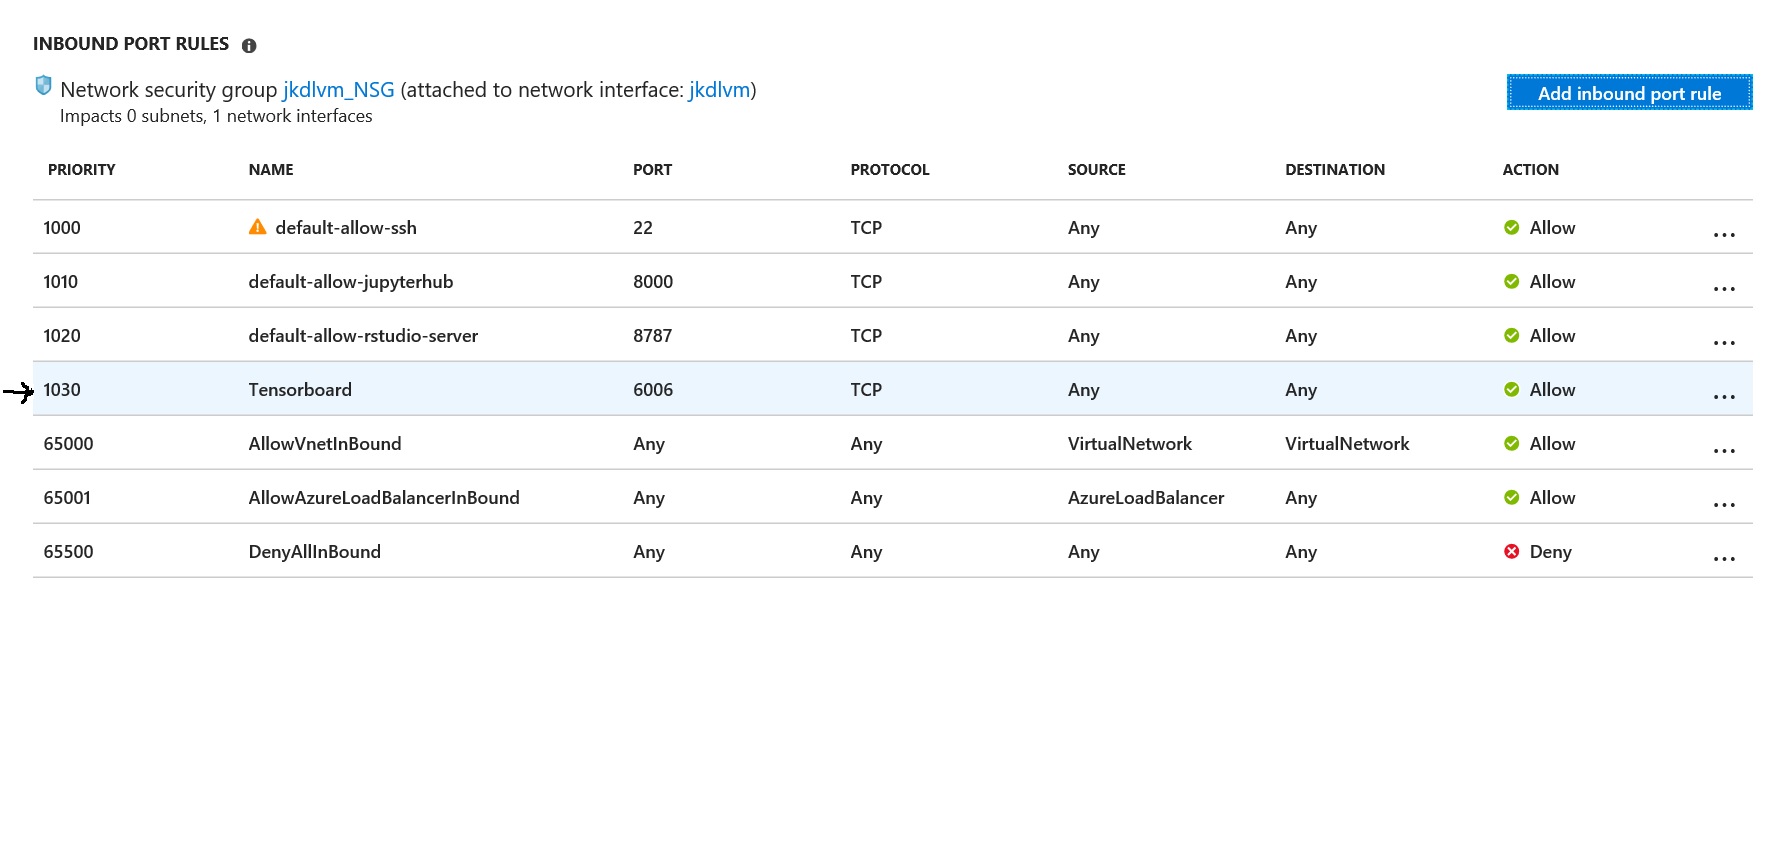 INBOUND PORT RULES
Network security group jkdlvm_NSG (attached to network interface: jkdlvm)
Impacts 0 subnets, 1 network interfaces
Add inbound port rule
PRIORITY NAME PORT PROTOCOL SOURCE DESTINATION ACTION
1000 default-allow-ssh 22 TCP Any Any Allow ...
1010 default-allow-jupyterhub 8000 TCP Any Any Allow ...
1020 default-allow-rstudio-server 8787 TCP Any Any Allow ...
1030 Tensorboard 6006 TCP Any Any Allow ...
65000 AllowVnetInBound Any Any VirtualNetwork VirtualNetwork Allow ...
65001 AllowAzureLoadBalancerInBound Any Any AzureLoadBalancer Any Allow ...
65500 DenyAllInBound Any Any Any Any Deny ...